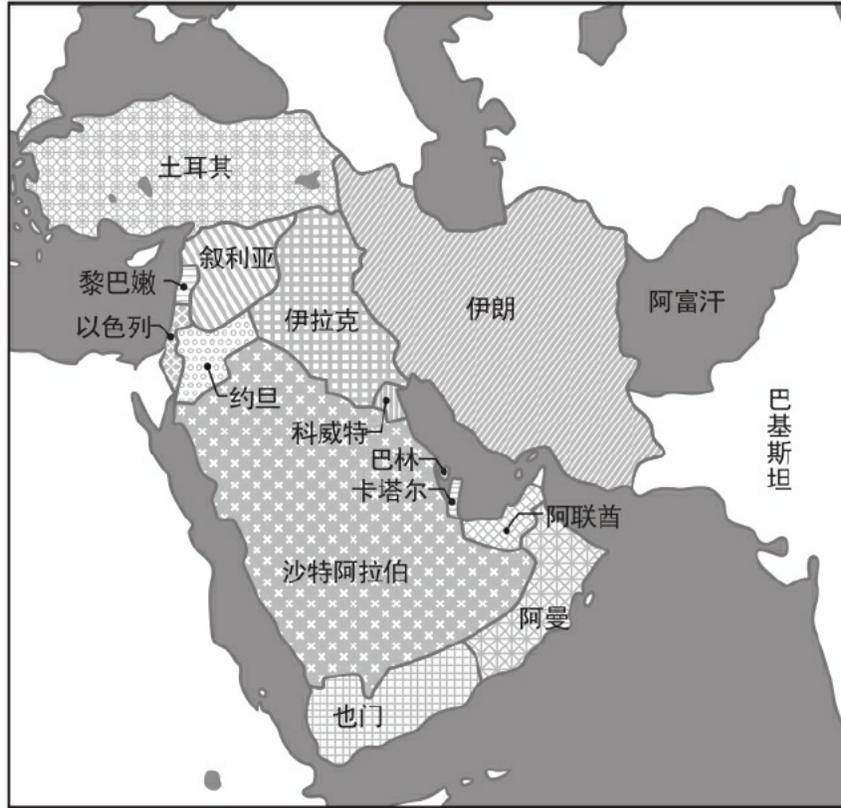 土耳其
叙利亚
黎巴嫩
以色列
伊拉克
伊朗
阿富汗
约旦
科威特
巴基斯坦
巴林
卡塔尔
阿联酋
沙特阿拉伯
阿曼
也门